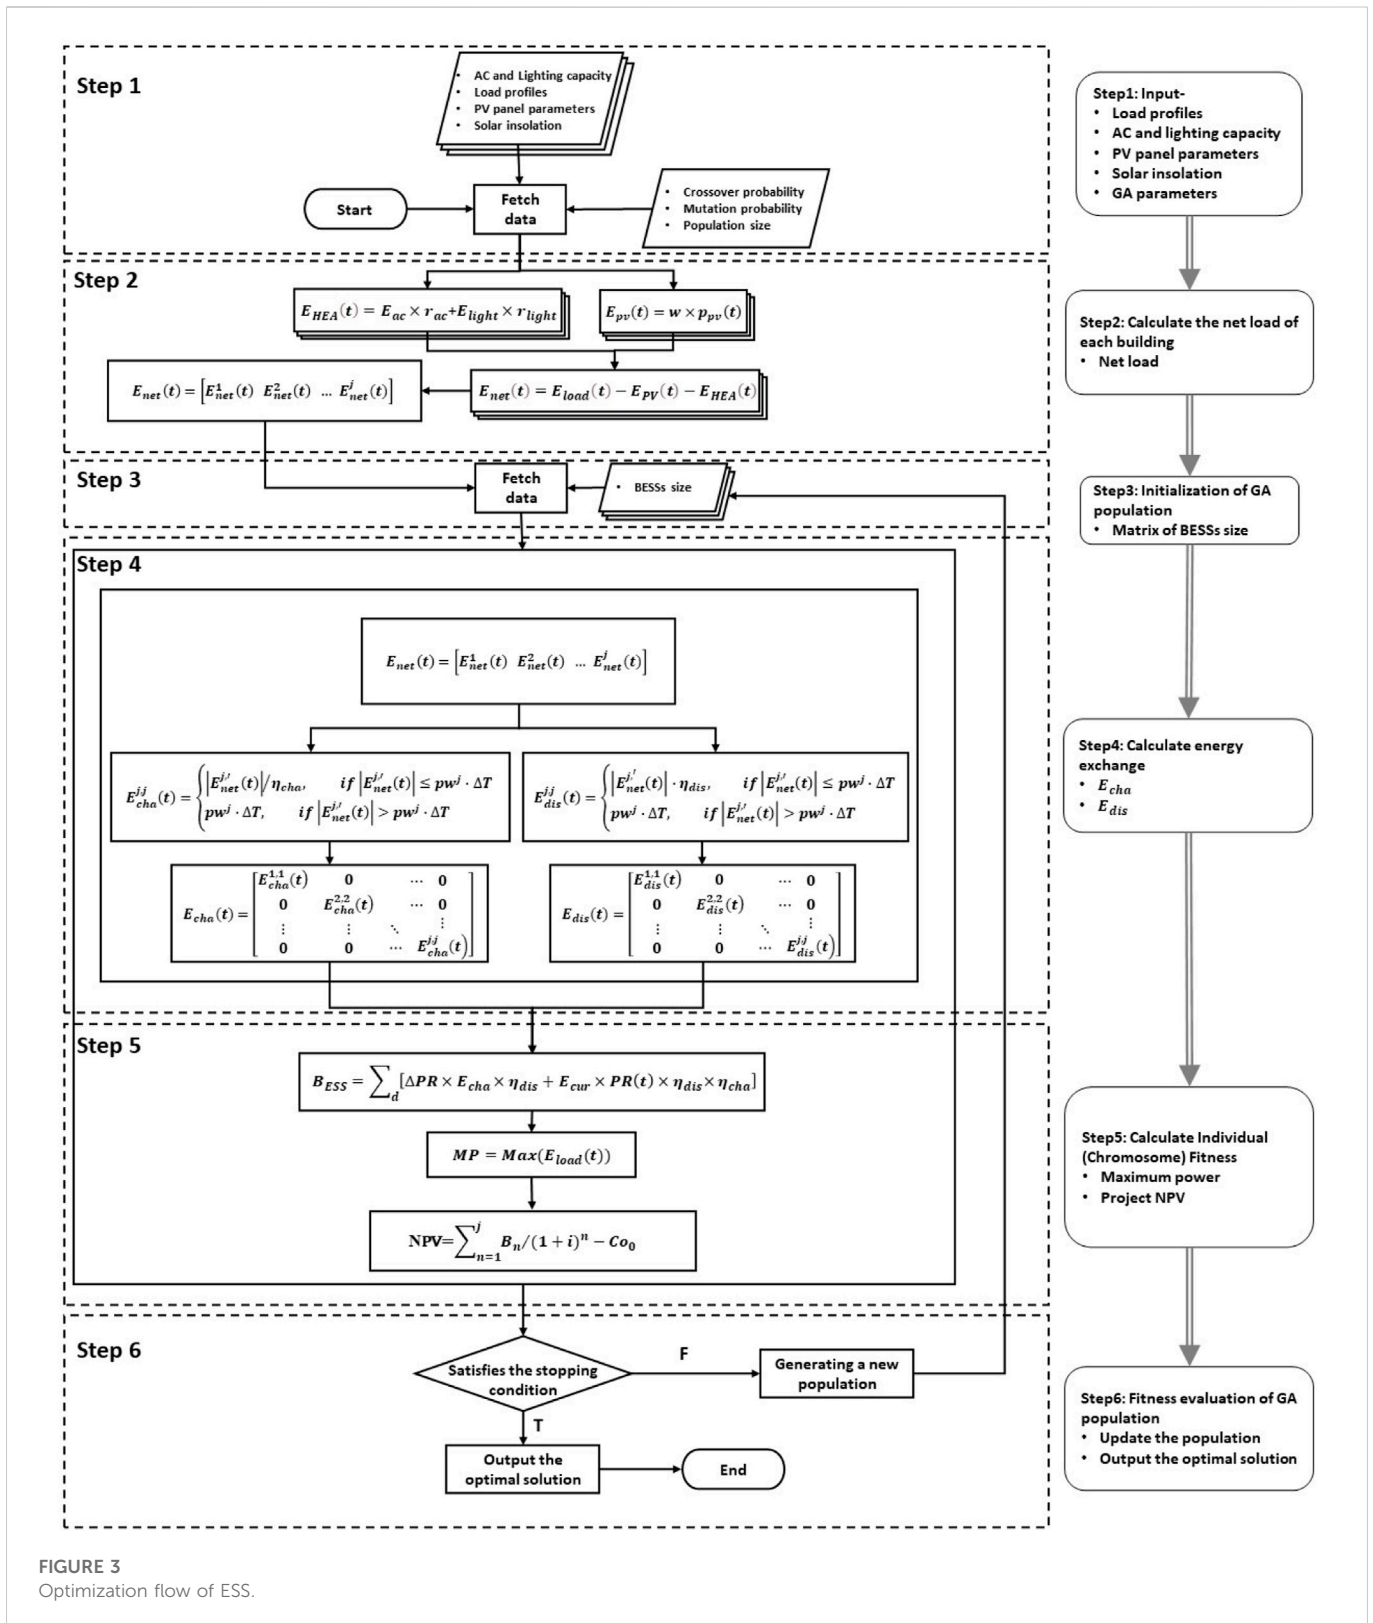 Step 1
• AC and Lighting capacity
• Load profiles
• PV panel parameters
• Solar insolation
Start
Fetch
data
• Crossover probability
• Mutation probability
• Population size
Step 2
E_HEA(t) = E_ac × r_ac+E_light × r_light
E_pv(t) = w × p_pv(t)
E_net(t) = [E^1_net(t) E^2_net(t) … E^j_net(t)]
E_net(t) = E_load(t) − E_PV(t) − E_HEA(t)
Step 3
Fetch
data
• BESSs size
Step 4
E_net(t) = [E^1_net(t) E^2_net(t) … E^j_net(t)]
E^{j,j}_cha(t) = { |E^{j,′}_net(t)|/η_cha, if |E^{j,′}_net(t)| ≤ pw^j · ΔT
pw^j · ΔT, if |E^{j,′}_net(t)| > pw^j · ΔT
E^{j,j}_dis(t) = { |E^{j,′}_net(t)| · η_dis, if |E^{j,′}_net(t)| ≤ pw^j · ΔT
pw^j · ΔT, if |E^{j,′}_net(t)| > pw^j · ΔT
E_cha(t) = [ E^{1,1}_cha(t) 0 ⋯ 0
0 E^{2,2}_cha(t) ⋯ 0
⋮ ⋮ ⋱ ⋮
0 0 ⋯ E^{j,j}_cha(t) ]
E_dis(t) = [ E^{1,1}_dis(t) 0 ⋯ 0
0 E^{2,2}_dis(t) ⋯ 0
⋮ ⋮ ⋱ ⋮
0 0 ⋯ E^{j,j}_dis(t) ]
Step 5
B_ESS = ∑_d [ΔPR × E_cha × η_dis + E_cur × PR(t) × η_dis × η_cha]
MP = Max(E_load(t))
NPV=∑^j_{n=1} B_n/(1 + i)^n − Co_0
Step 6
Satisfies the stopping
condition
F
Generating a new
population
T
Output the
optimal solution
End
Step1: Input-
• Load profiles
• AC and lighting capacity
• PV panel parameters
• Solar insolation
• GA parameters
Step2: Calculate the net load of
each building
• Net load
Step3: Initialization of GA
population
• Matrix of BESSs size
Step4: Calculate energy
exchange
• E_cha
• E_dis
Step5: Calculate Individual
(Chromosome) Fitness
• Maximum power
• Project NPV
Step6: Fitness evaluation of GA
population
• Update the population
• Output the optimal solution
FIGURE 3
Optimization flow of ESS.